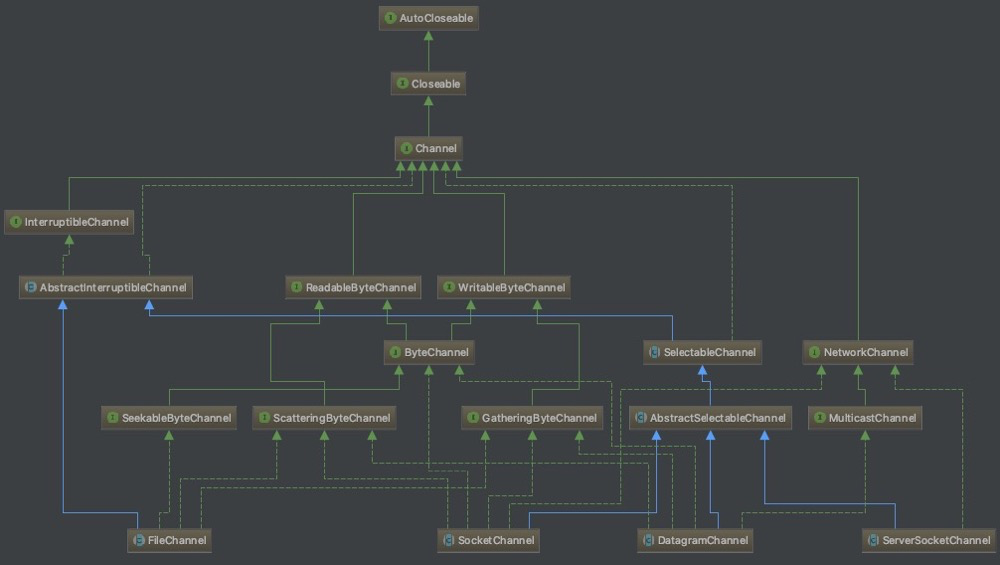 AutoCloseable
Closeable
Channel
InterruptibleChannel
AbstractInterruptibleChannel
ReadableByteChannel
WritableByteChannel
ByteChannel
SelectableChannel
NetworkChannel
SeekableByteChannel
ScatteringByteChannel
GatheringByteChannel
AbstractSelectableChannel
MulticastChannel
FileChannel
SocketChannel
DatagramChannel
ServerSocketChannel